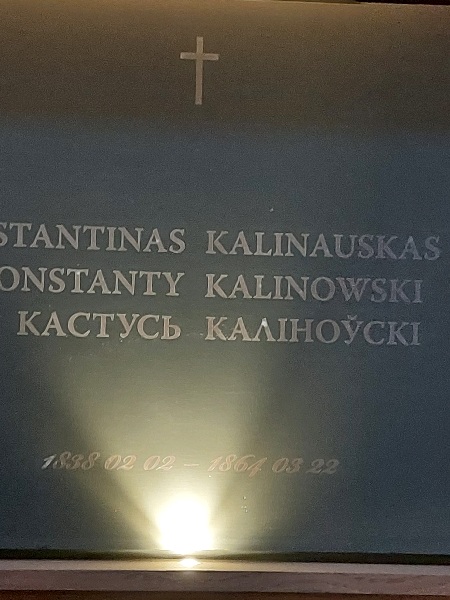 STANTINAS KALINAUSKAS
ONSTANTY KALINOWSKI
КАСТУСЬ КАЛІНОЎСКІ
1838 02 02 – 1864 03 22